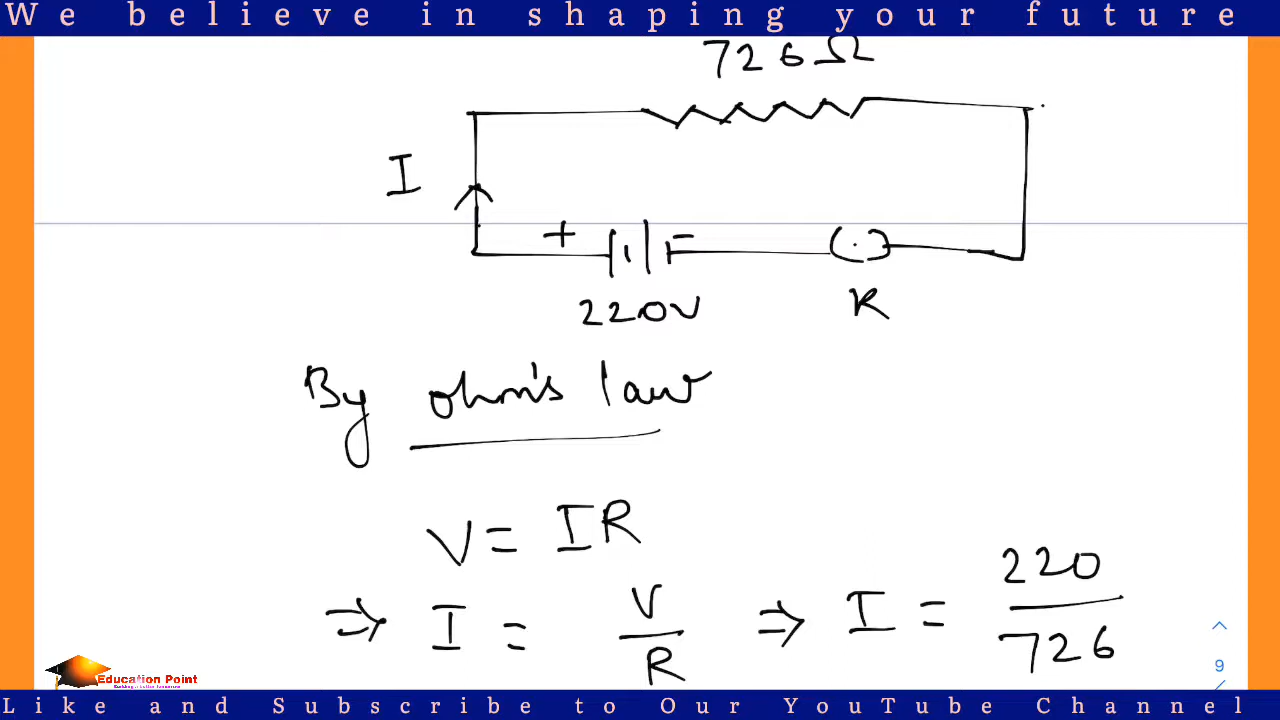 We believe in shaping your future
726Ω
I
+ -
220V
K
By ohm's law
V = IR
⇒ I = V/R ⇒ I = 220/726
9
Education Point
Like and Subscribe to Our YouTube Channel